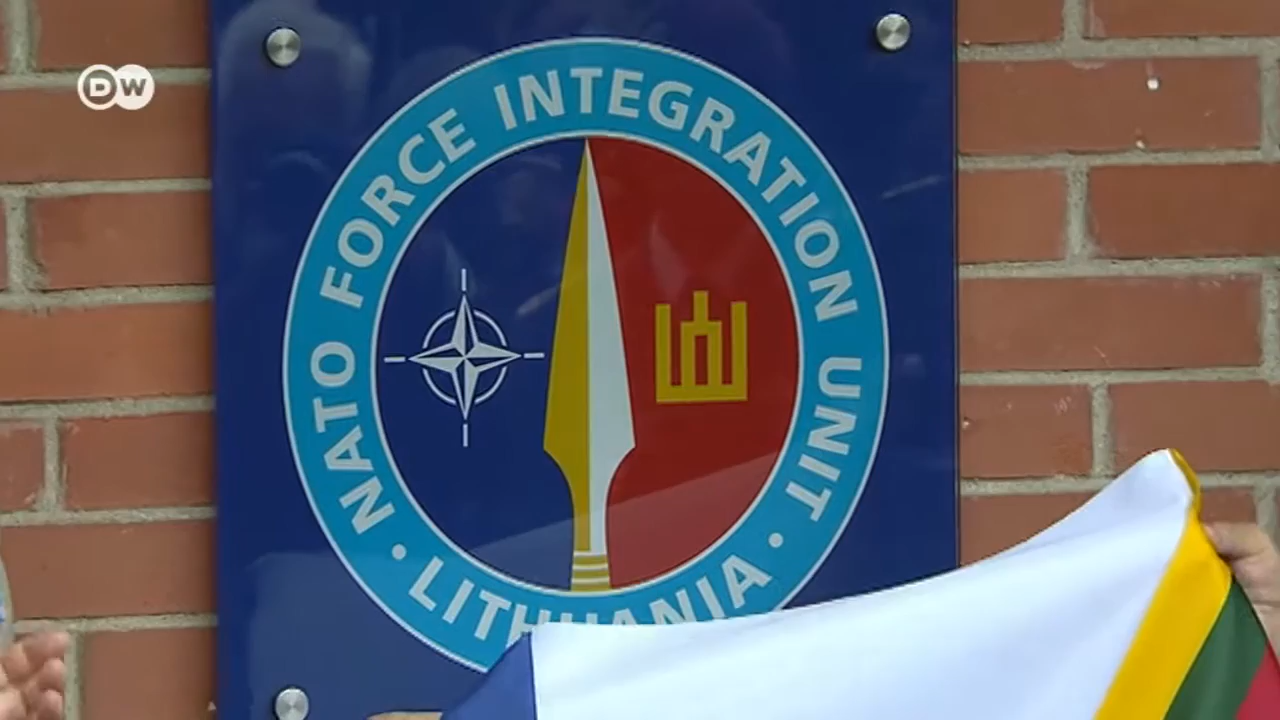 DW
NATO FORCE INTEGRATION UNIT
• LITHUANIA •